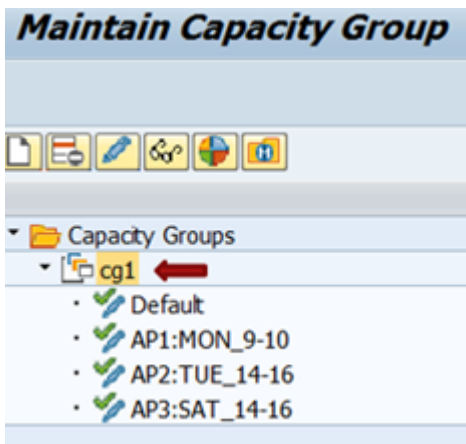 Maintain Capacity Group
Capacity Groups
cg1
Default
AP1:MON_9-10
AP2:TUE_14-16
AP3:SAT_14-16